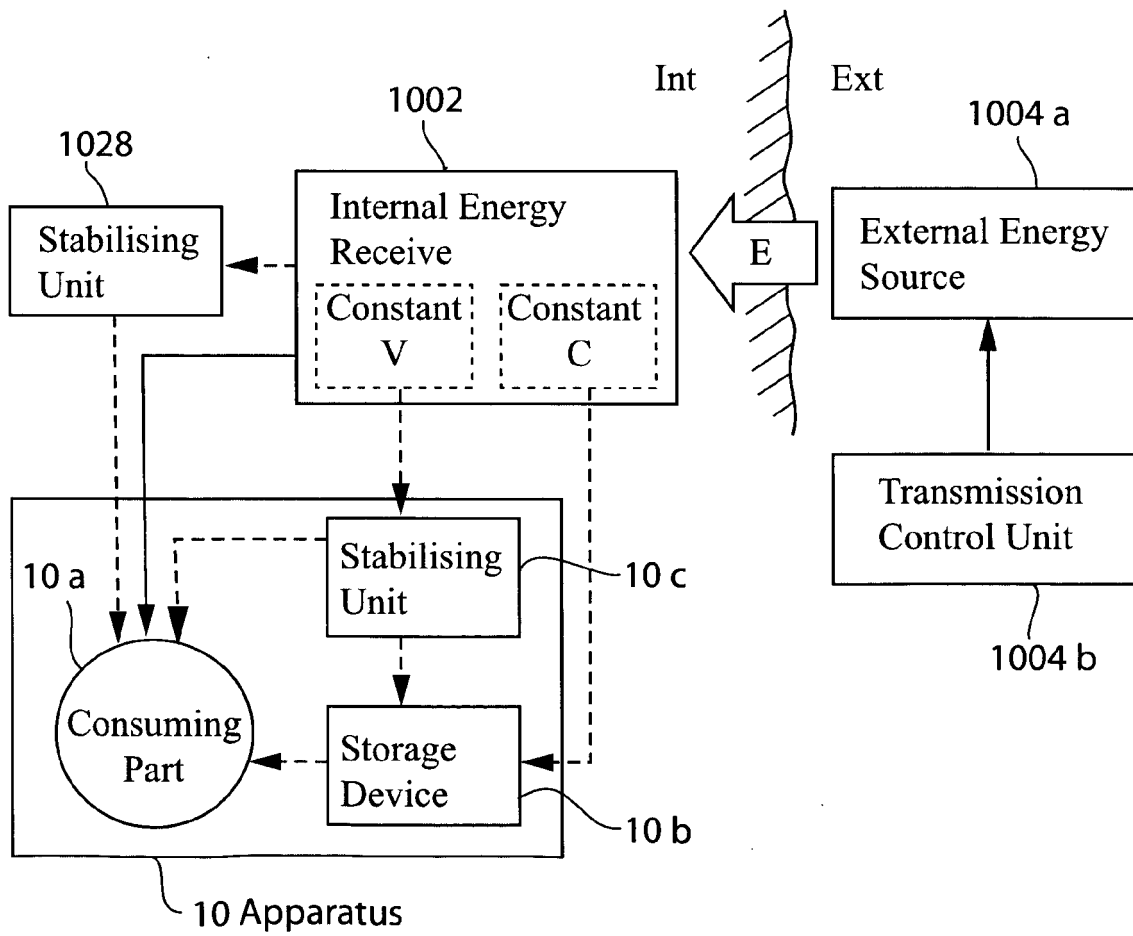 Int
Ext
1002
1004 a
1028
Internal Energy
Receive
Stabilising
Unit
E
External Energy
Source
Constant
V
Constant
C
Transmission
Control Unit
Stabilising
Unit
10 c
10 a
1004 b
Consuming
Part
Storage
Device
10 b
10 Apparatus